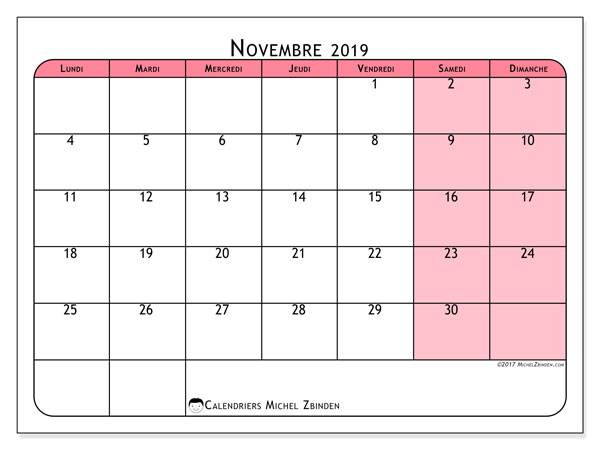 Novembre 2019
Lundi Mardi Mercredi Jeudi Vendredi Samedi Dimanche
1 2 3
4 5 6 7 8 9 10
11 12 13 14 15 16 17
18 19 20 21 22 23 24
25 26 27 28 29 30
©2017 MichelZbinden.com
Calendriers Michel Zbinden